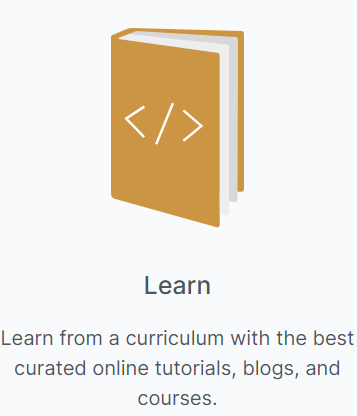 </>
Learn
Learn from a curriculum with the best
curated online tutorials, blogs, and
courses.